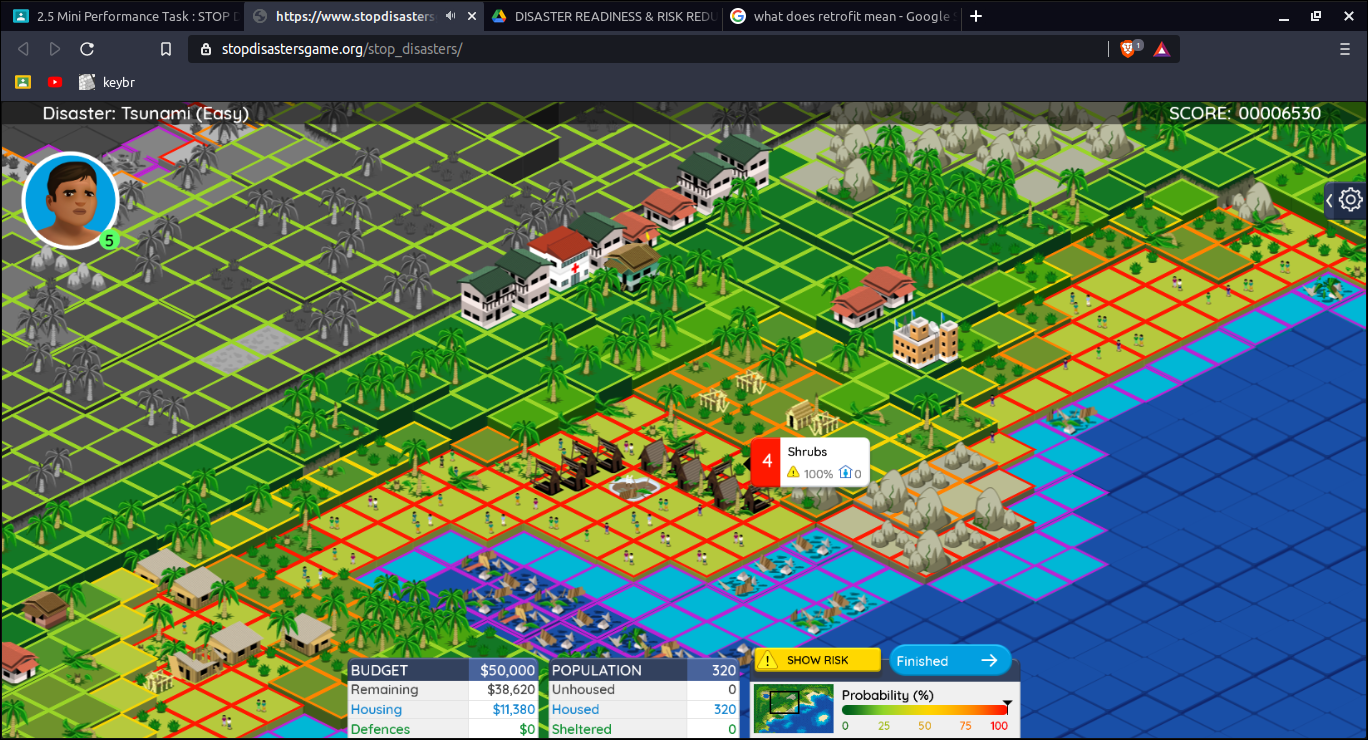 2.5 Mini Performance Task : STOP D
https://www.stopdisasters
DISASTER READINESS & RISK REDU
what does retrofit mean - Google S
stopdisastersgame.org/stop_disasters/
1
keybr
Disaster: Tsunami (Easy)
SCORE: 00006530
5
4
Shrubs
100% 0
SHOW RISK
Finished
BUDGET $50,000
Remaining $38,620
Housing $11,380
Defences $0
POPULATION 320
Unhoused 0
Housed 320
Sheltered 0
Probability (%)
0 25 50 75 100